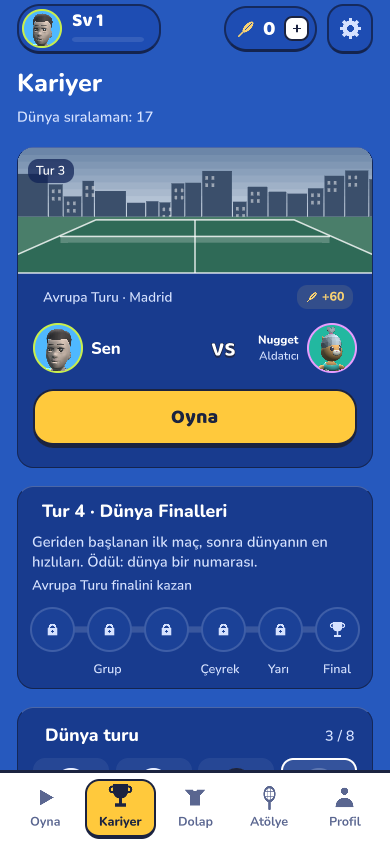 Sv 1
0
+
Kariyer
Dünya sıralaman: 17
Tur 3
Avrupa Turu · Madrid
+60
Sen
VS
Nugget
Aldatıcı
Oyna
Tur 4 · Dünya Finalleri
Geriden başlanan ilk maç, sonra dünyanın en
hızlıları. Ödül: dünya bir numarası.
Avrupa Turu finalini kazan
Grup
Çeyrek
Yarı
Final
Dünya turu
3 / 8
Oyna
Kariyer
Dolap
Atölye
Profil